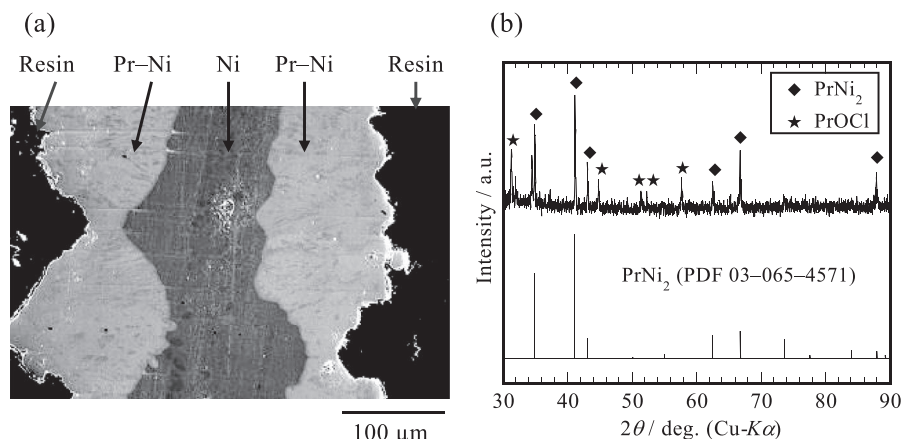 (a)
Resin Pr–Ni Ni Pr–Ni Resin
100 µm
(b)
◆ PrNi2
★ PrOCl
Intensity / a.u.
PrNi2 (PDF 03–065–4571)
30 40 50 60 70 80 90
2θ / deg. (Cu-Kα)